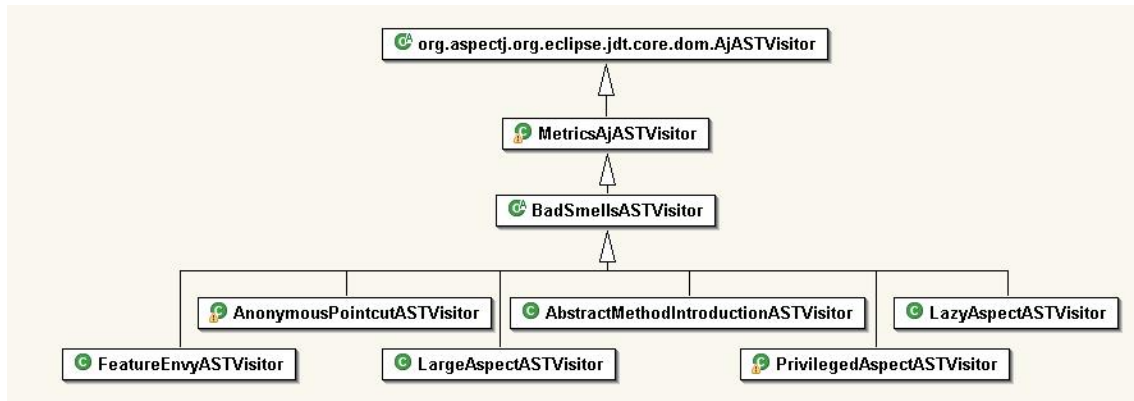 org.aspectj.org.eclipse.jdt.core.dom.AjASTVisitor
MetricsAjASTVisitor
BadSmellsASTVisitor
AnonymousPointcutASTVisitor
AbstractMethodIntroductionASTVisitor
LazyAspectASTVisitor
FeatureEnvyASTVisitor
LargeAspectASTVisitor
PrivilegedAspectASTVisitor